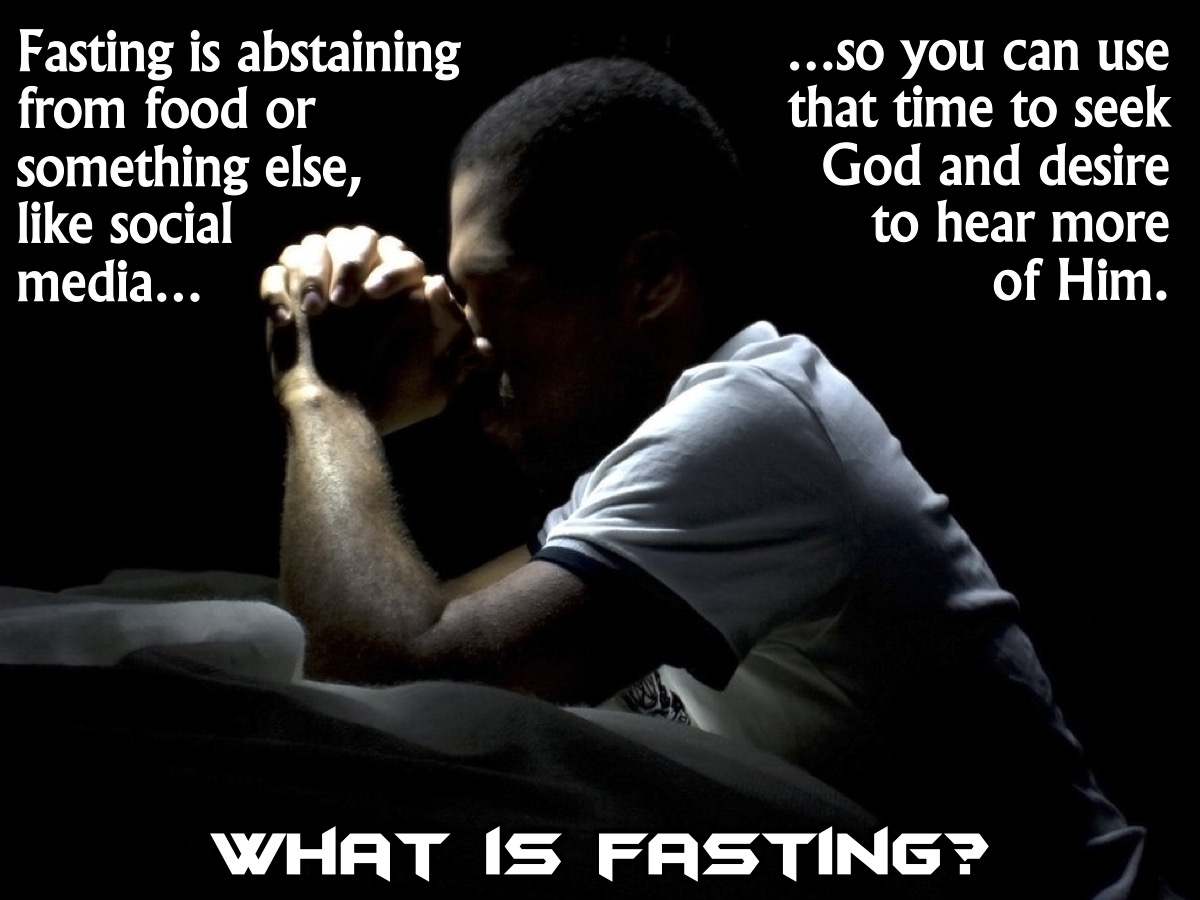 Fasting is abstaining
from food or
something else,
like social
media...
...so you can use
that time to seek
God and desire
to hear more
of Him.
WHAT IS FASTING?